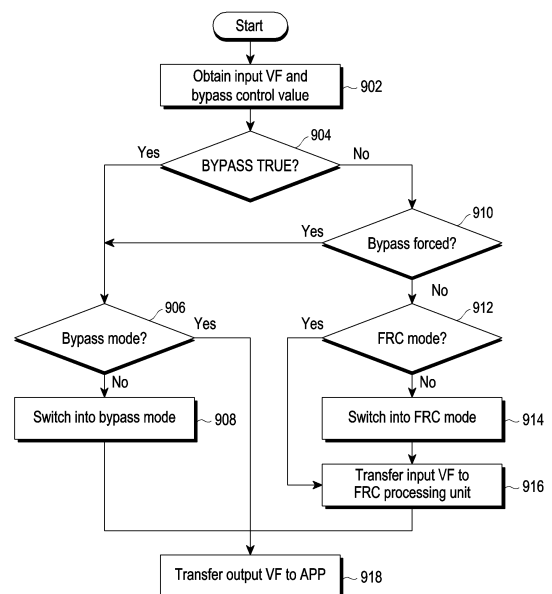 Start
Obtain input VF and
bypass control value
902
904
Yes
BYPASS TRUE?
No
910
Yes
Bypass forced?
No
906
912
Bypass mode?
Yes
Yes
FRC mode?
No
No
Switch into bypass mode
908
Switch into FRC mode
914
Transfer input VF to
FRC processing unit
916
Transfer output VF to APP
918